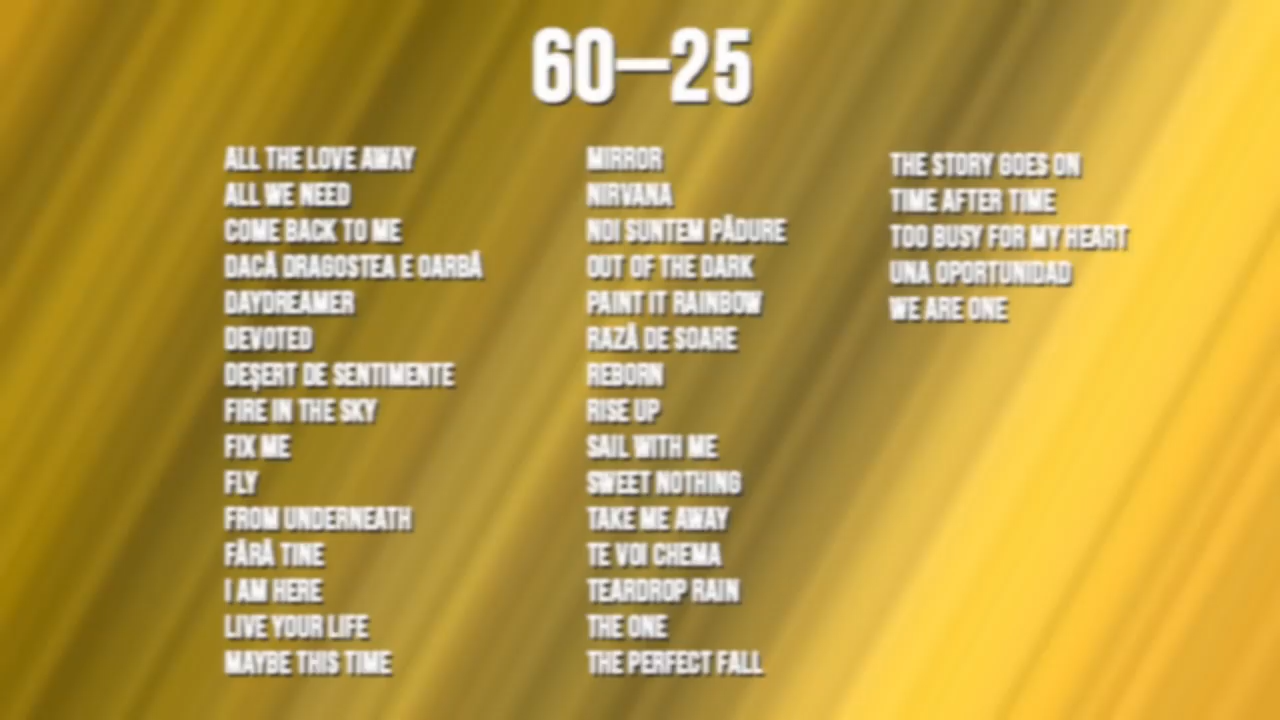 60—25
ALL THE LOVE AWAY
ALL WE NEED
COME BACK TO ME
DACĂ DRAGOSTEA E OARBĂ
DAYDREAMER
DEVOTED
DEȘERT DE SENTIMENTE
FIRE IN THE SKY
FIX ME
FLY
FROM UNDERNEATH
FĂRĂ TINE
I AM HERE
LIVE YOUR LIFE
MAYBE THIS TIME
MIRROR
NIRVANA
NOI SUNTEM PĂDURE
OUT OF THE DARK
PAINT IT RAINBOW
RAZĂ DE SOARE
REBORN
RISE UP
SAIL WITH ME
SWEET NOTHING
TAKE ME AWAY
TE VOI CHEMA
TEARDROP RAIN
THE ONE
THE PERFECT FALL
THE STORY GOES ON
TIME AFTER TIME
TOO BUSY FOR MY HEART
UNA OPORTUNIDAD
WE ARE ONE